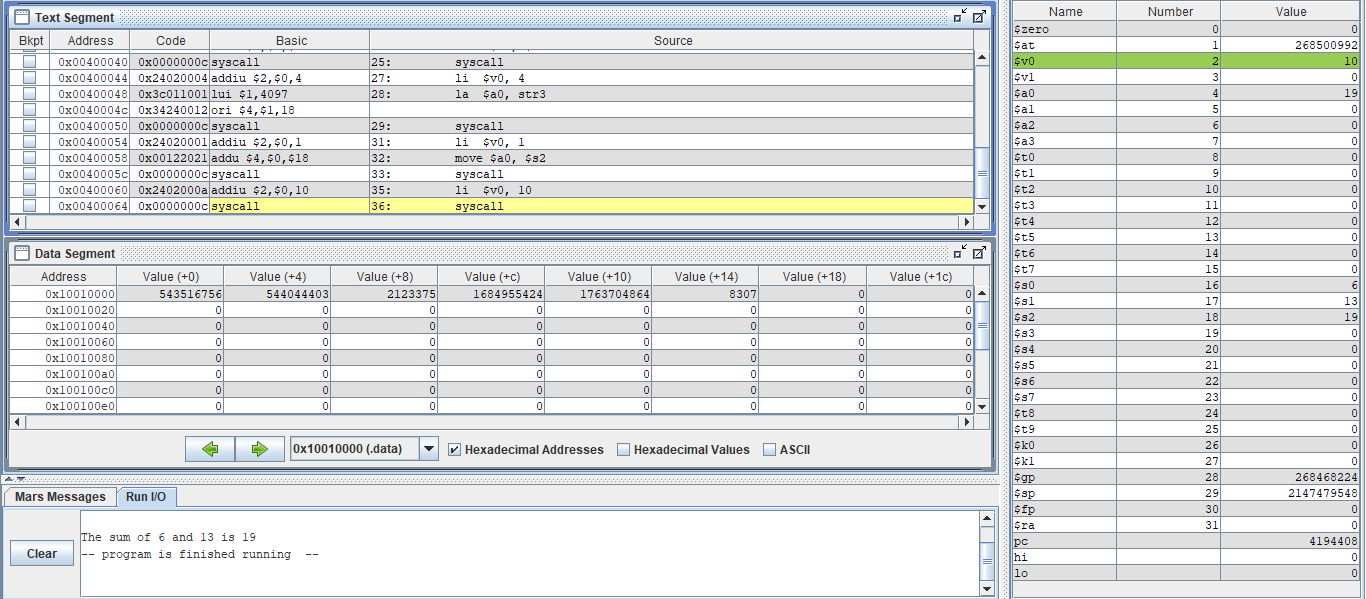 Text Segment
Bkpt Address Code Basic Source
0x00400040 0x0000000c syscall 25: syscall
0x00400044 0x24020004 addiu $2,$0,4 27: li $v0, 4
0x00400048 0x3c011001 lui $1,4097 28: la $a0, str3
0x0040004c 0x34240012 ori $4,$1,18
0x00400050 0x0000000c syscall 29: syscall
0x00400054 0x24020001 addiu $2,$0,1 31: li $v0, 1
0x00400058 0x00122021 addu $4,$0,$18 32: move $a0, $s2
0x0040005c 0x0000000c syscall 33: syscall
0x00400060 0x2402000a addiu $2,$0,10 35: li $v0, 10
0x00400064 0x0000000c syscall 36: syscall
Data Segment
Address Value (+0) Value (+4) Value (+8) Value (+c) Value (+10) Value (+14) Value (+18) Value (+1c)
0x10010000 543516756 544044403 2123375 1684955424 1763704864 8307 0 0
0x10010020 0 0 0 0 0 0 0 0
0x10010040 0 0 0 0 0 0 0 0
0x10010060 0 0 0 0 0 0 0 0
0x10010080 0 0 0 0 0 0 0 0
0x100100a0 0 0 0 0 0 0 0 0
0x100100c0 0 0 0 0 0 0 0 0
0x100100e0 0 0 0 0 0 0 0 0
0x10010000 (.data) Hexadecimal Addresses Hexadecimal Values ASCII
Mars Messages Run I/O
Clear
The sum of 6 and 13 is 19
-- program is finished running --
Name Number Value
$zero 0 0
$at 1 268500992
$v0 2 10
$v1 3 0
$a0 4 19
$a1 5 0
$a2 6 0
$a3 7 0
$t0 8 0
$t1 9 0
$t2 10 0
$t3 11 0
$t4 12 0
$t5 13 0
$t6 14 0
$t7 15 0
$s0 16 6
$s1 17 13
$s2 18 19
$s3 19 0
$s4 20 0
$s5 21 0
$s6 22 0
$s7 23 0
$t8 24 0
$t9 25 0
$k0 26 0
$k1 27 0
$gp 28 268468224
$sp 29 2147479548
$fp 30 0
$ra 31 0
pc 4194408
hi 0
lo 0